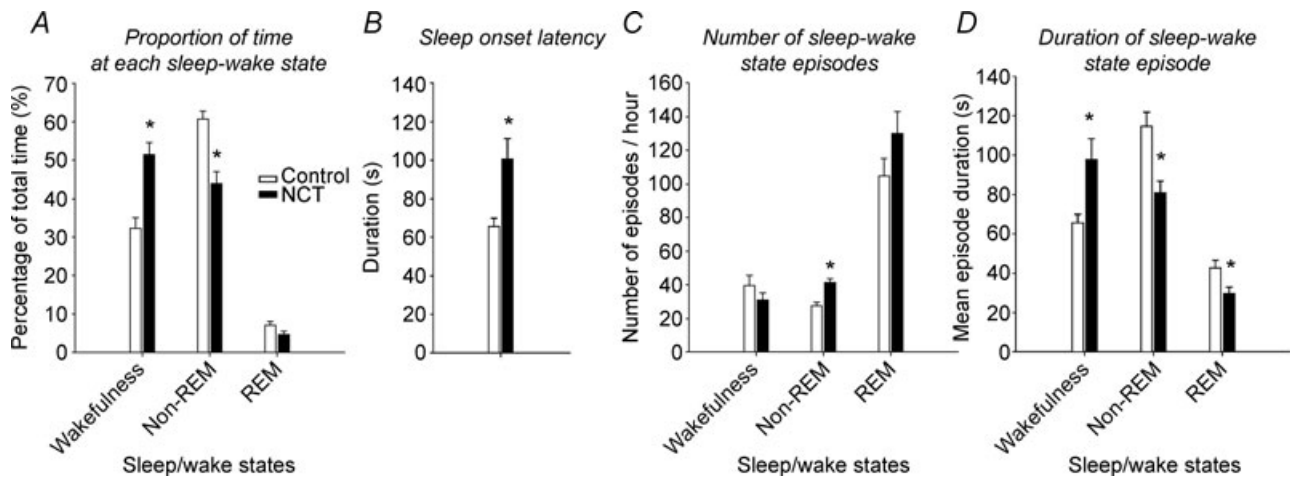 A
Proportion of time
at each sleep-wake state
Percentage of total time (%)
70
60
50
40
30
20
10
0
*
*
Control
NCT
Wakefulness
Non-REM
REM
Sleep/wake states
B
Sleep onset latency
Duration (s)
140
120
100
80
60
40
20
0
*
C
Number of sleep-wake
state episodes
Number of episodes / hour
160
140
120
100
80
60
40
20
0
*
Wakefulness
Non-REM
REM
Sleep/wake states
D
Duration of sleep-wake
state episode
Mean episode duration (s)
140
120
100
80
60
40
20
0
*
*
*
Wakefulness
Non-REM
REM
Sleep/wake states